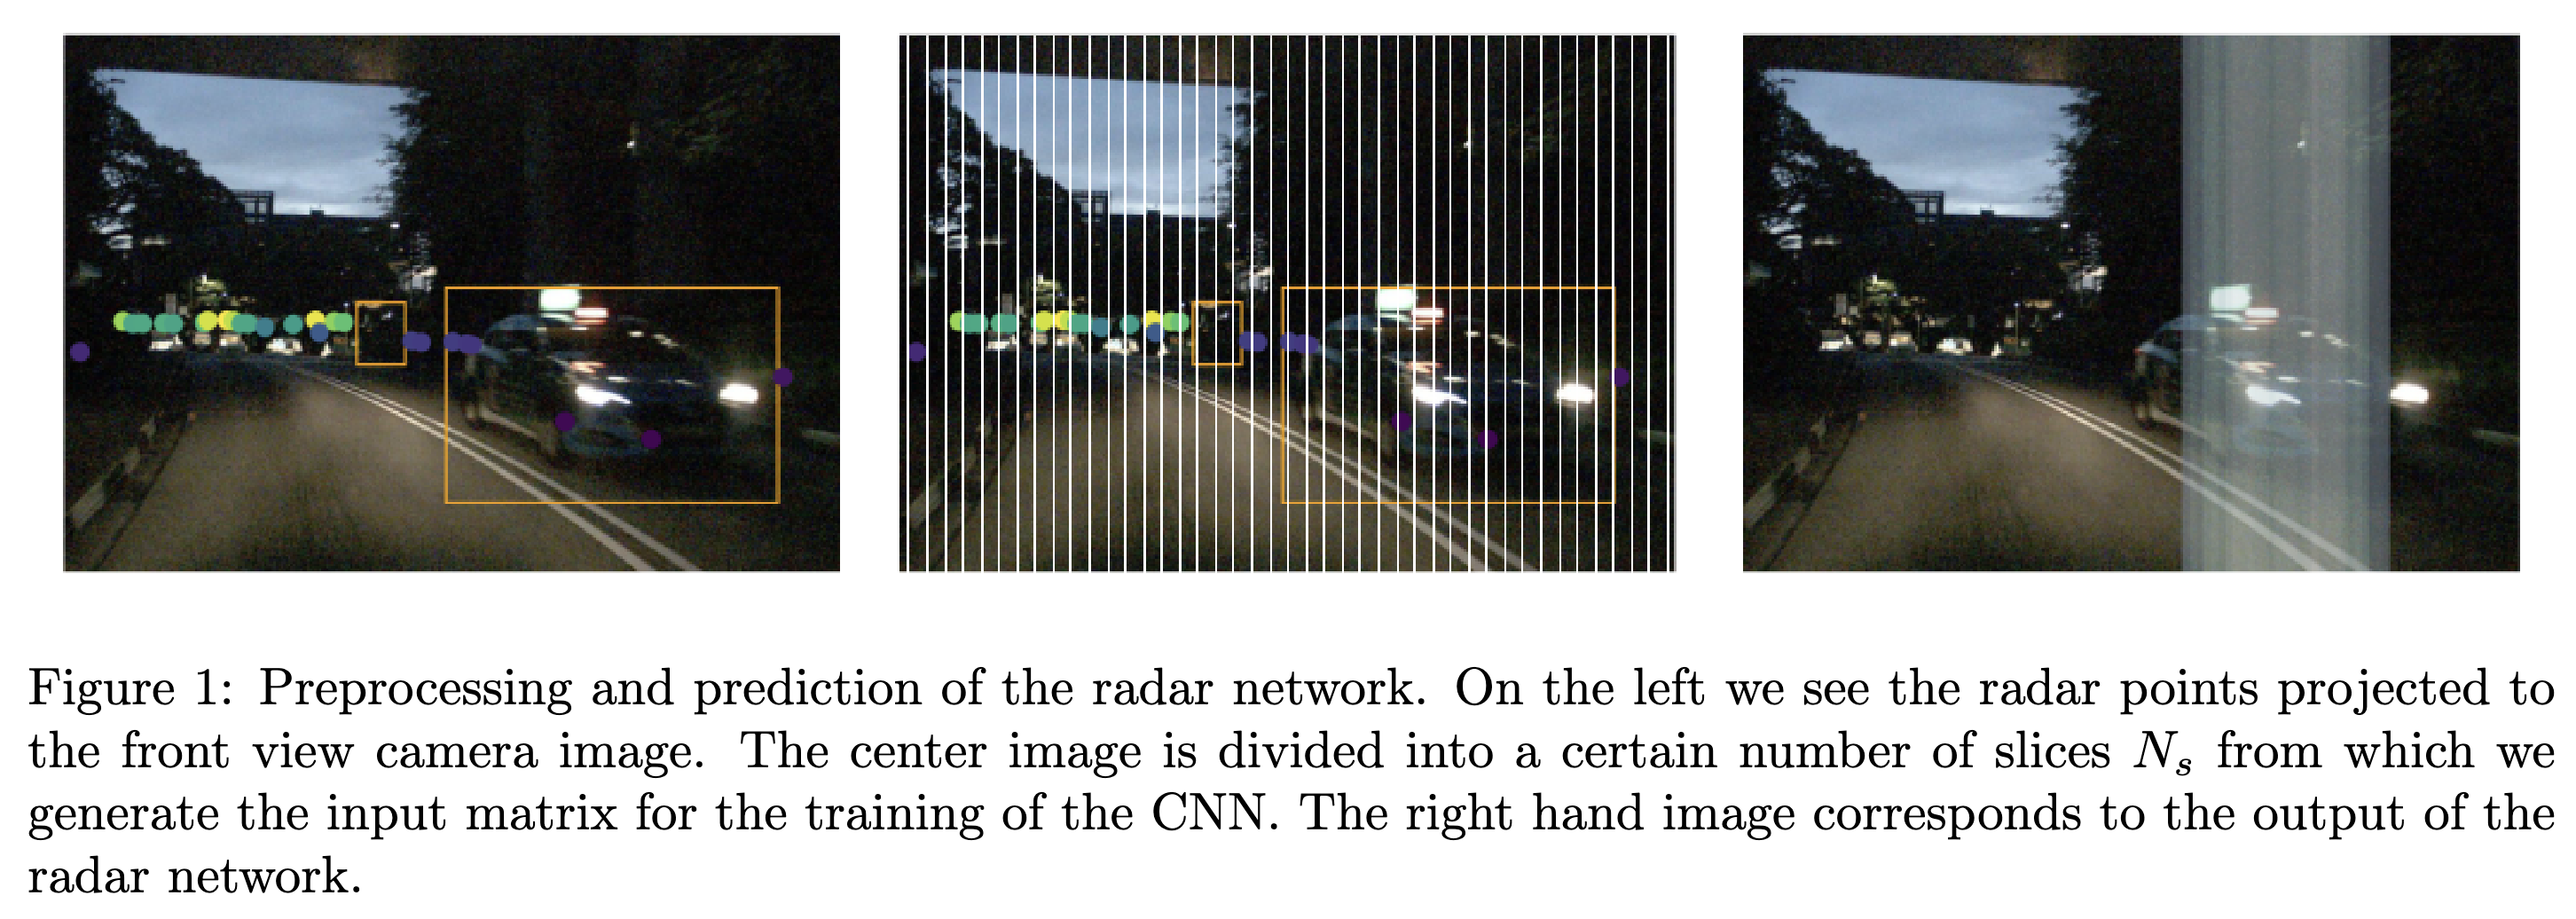 Figure 1: Preprocessing and prediction of the radar network. On the left we see the radar points projected to
the front view camera image. The center image is divided into a certain number of slices Nₛ from which we
generate the input matrix for the training of the CNN. The right hand image corresponds to the output of the
radar network.